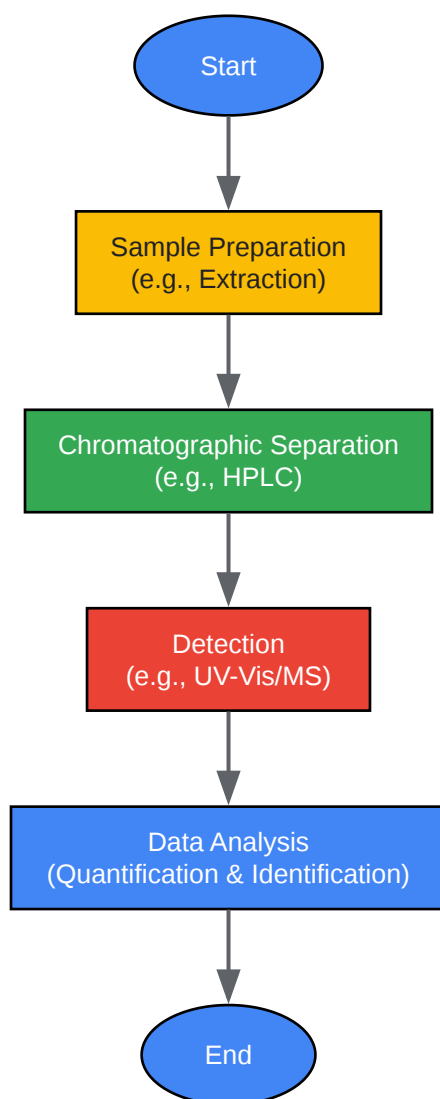 Start
Sample Preparation
(e.g., Extraction)
Chromatographic Separation
(e.g., HPLC)
Detection
(e.g., UV-Vis/MS)
Data Analysis
(Quantification & Identification)
End